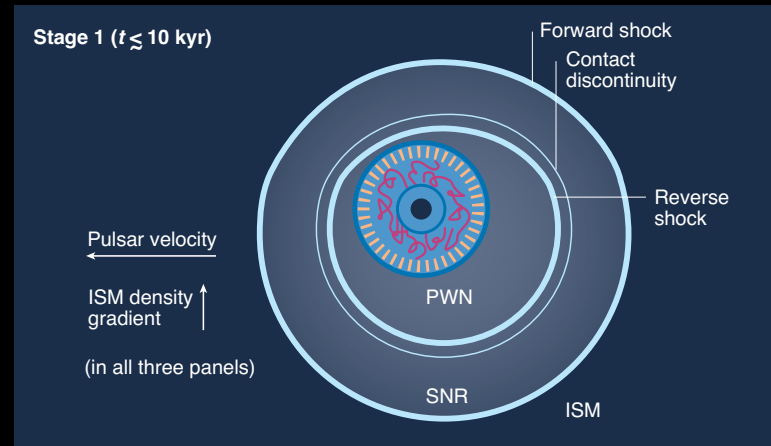 Stage 1 (t ≲ 10 kyr)
Forward shock
Contact
discontinuity
Reverse
shock
Pulsar velocity
ISM density
gradient
(in all three panels)
PWN
SNR
ISM